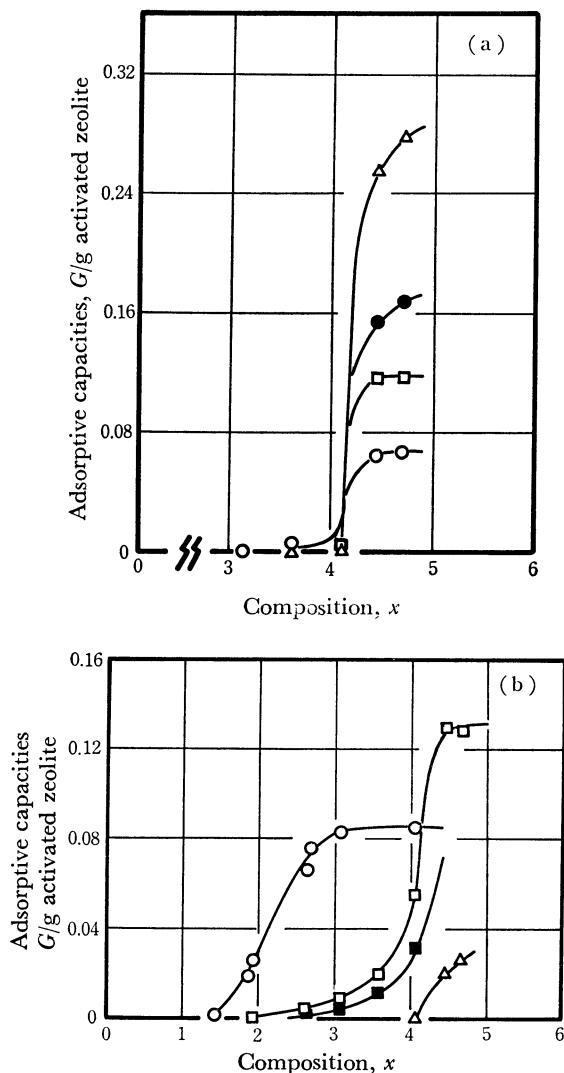 (a)
0.32
0.24
0.16
0.08
0
Adsorptive capacities, G/g activated zeolite
0 3 4 5 6
Composition, x
(b)
0.16
0.12
0.08
0.04
0
Adsorptive capacities
G/g activated zeolite
0 1 2 3 4 5 6
Composition, x